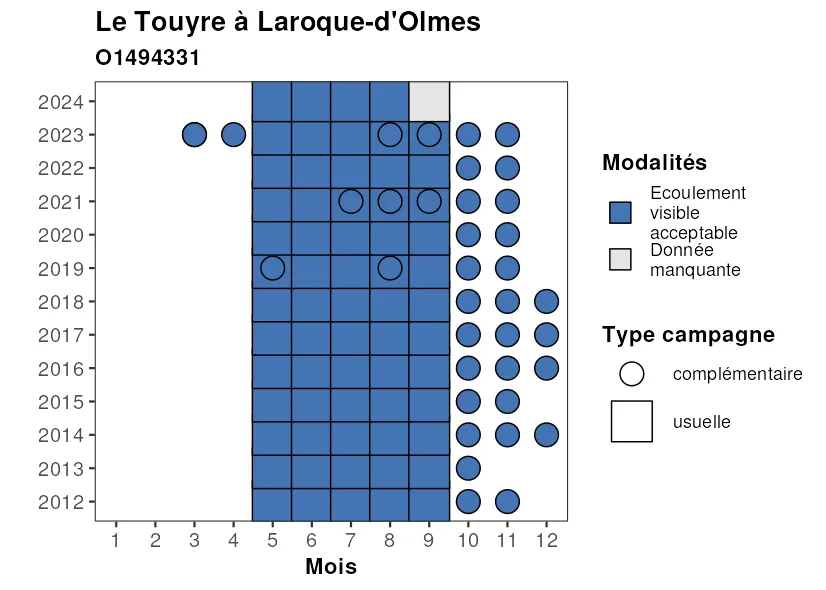 Le Touyre à Laroque-d'Olmes
O1494331
2024
2023
2022
2021
2020
2019
2018
2017
2016
2015
2014
2013
2012
1 2 3 4 5 6 7 8 9 10 11 12
Mois
Modalités
Ecoulement
visible
acceptable
Donnée
manquante
Type campagne
complémentaire
usuelle